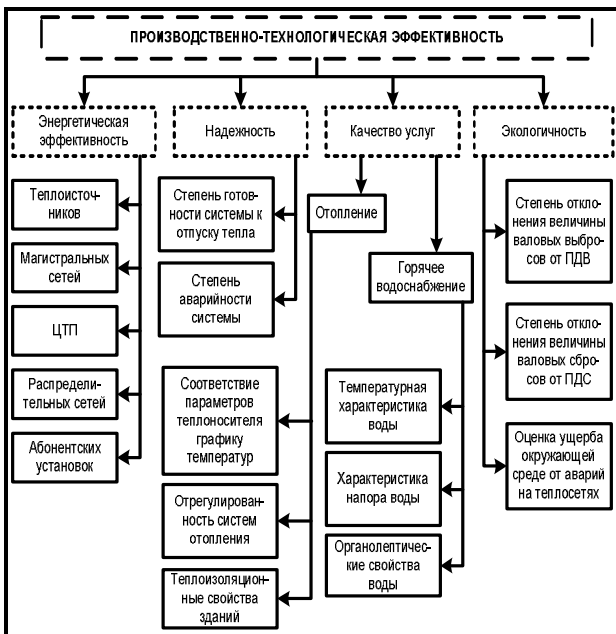 ПРОИЗВОДСТВЕННО-ТЕХНОЛОГИЧЕСКАЯ ЭФФЕКТИВНОСТЬ
Энергетическая
эффективность
Надежность
Качество услуг
Экологичность
Теплоисточ-
ников
Магистральных
сетей
ЦТП
Распредели-
тельных сетей
Абонентских
установок
Степень готов-
ности системы к
отпуску тепла
Степень
аварийности
системы
Отопление
Горячее
водоснабжение
Соответствие
параметров
теплоносителя
графику
температур
Отрегулирован-
ность систем
отопления
Теплоизоляцион-
ные свойства
зданий
Температурная
характеристика
воды
Характеристика
напора воды
Органолептичес-
кие свойства
воды
Степень откло-
нения величины
валовых выбро-
сов от ПДВ
Степень откло-
нения величины
валовых сбро-
сов от ПДС
Оценка ущерба
окружающей
среде от аварий
на теплосетях